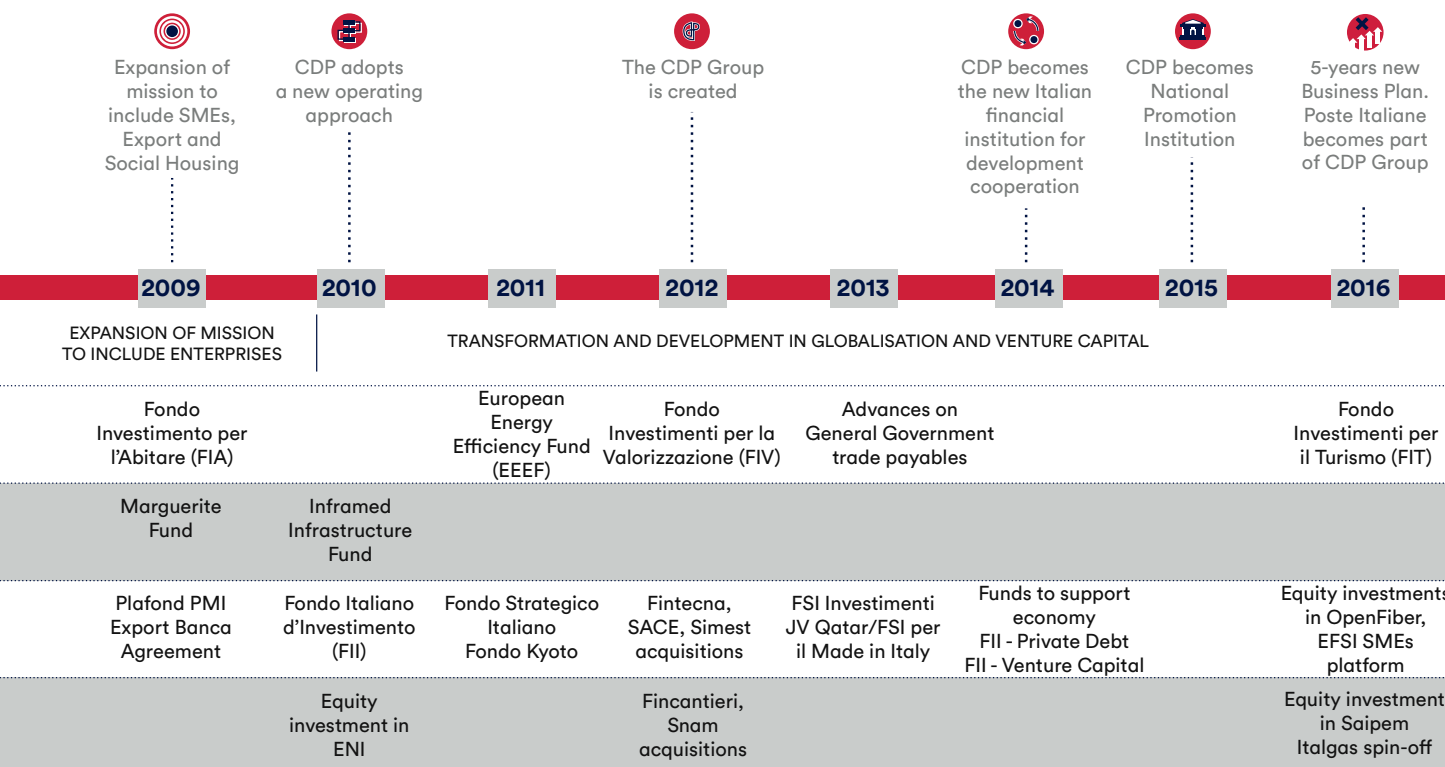 Expansion of
mission to
include SMEs,
Export and
Social Housing
CDP adopts
a new operating
approach
The CDP Group
is created
CDP becomes
the new Italian
financial
institution for
development
cooperation
CDP becomes
National
Promotion
Institution
5-years new
Business Plan.
Poste Italiane
becomes part
of CDP Group
2009
2010
2011
2012
2013
2014
2015
2016
EXPANSION OF MISSION
TO INCLUDE ENTERPRISES
TRANSFORMATION AND DEVELOPMENT IN GLOBALISATION AND VENTURE CAPITAL
Fondo
Investimento per
l'Abitare (FIA)
European
Energy
Efficiency Fund
(EEEF)
Fondo
Investimenti per la
Valorizzazione (FIV)
Advances on
General Government
trade payables
Fondo
Investimenti per
il Turismo (FIT)
Marguerite
Fund
Inframed
Infrastructure
Fund
Plafond PMI
Export Banca
Agreement
Fondo Italiano
d'Investimento
(FII)
Fondo Strategico
Italiano
Fondo Kyoto
Fintecna,
SACE, Simest
acquisitions
FSI Investimenti
JV Qatar/FSI per
il Made in Italy
Funds to support
economy
FII - Private Debt
FII - Venture Capital
Equity investments
in OpenFiber,
EFSI SMEs
platform
Equity
investment in
ENI
Fincantieri,
Snam
acquisitions
Equity investment
in Saipem
Italgas spin-off